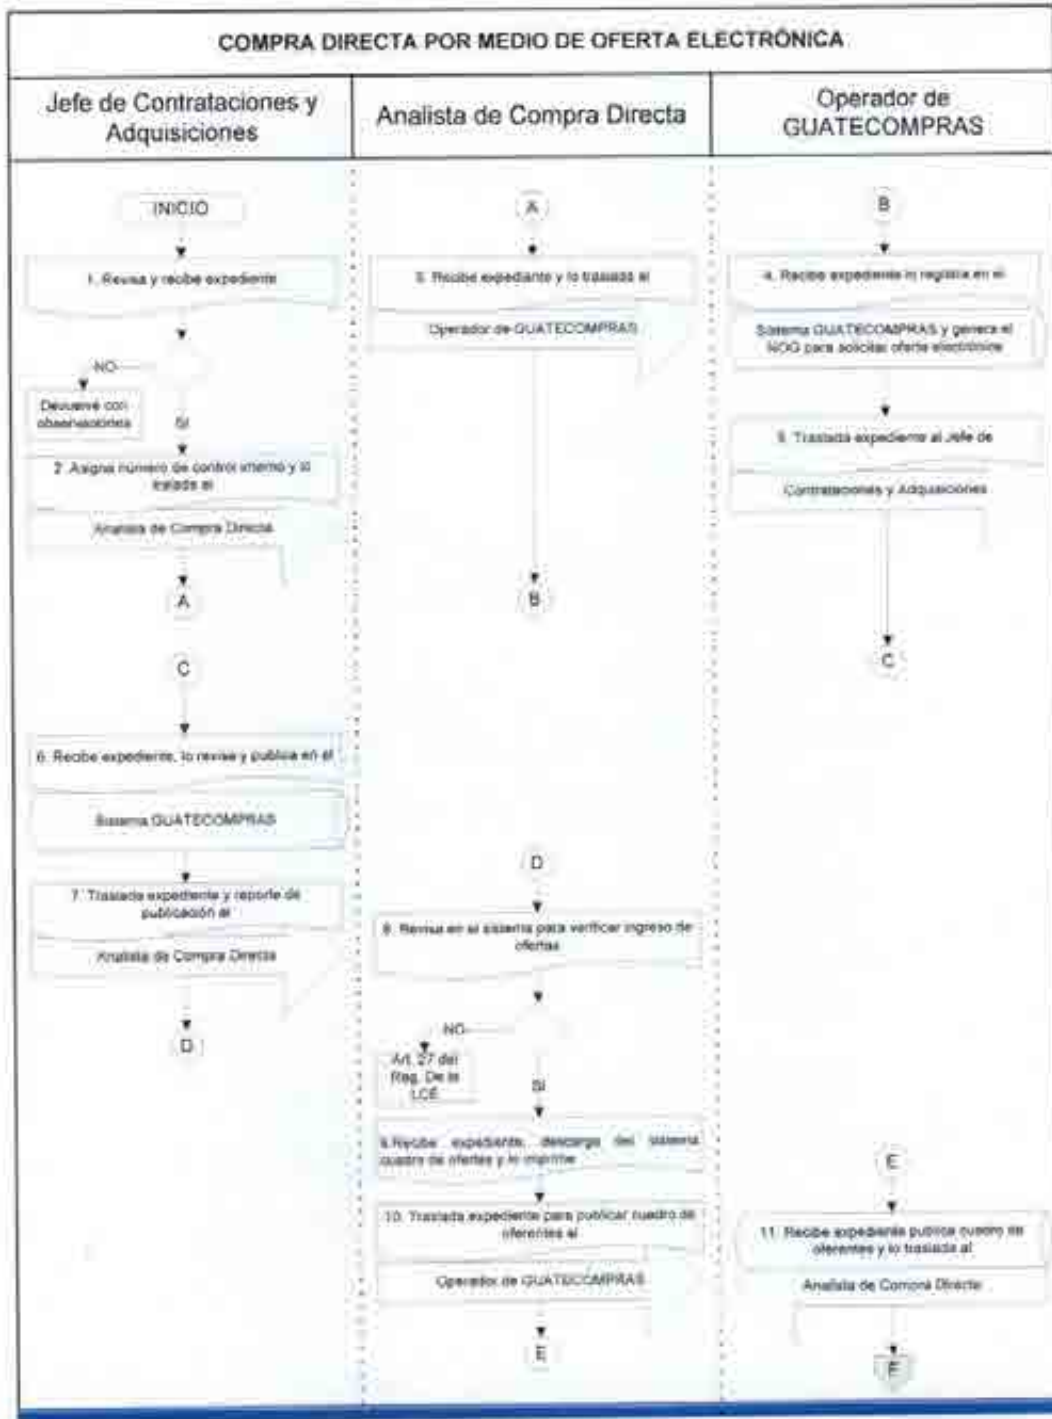 COMPRA DIRECTA POR MEDIO DE OFERTA ELECTRÓNICA
Jefe de Contrataciones y
Adquisiciones
Analista de Compra Directa
Operador de
GUATECOMPRAS
INICIO
1. Revisa y recibe expediente
NO
Devuelve con
observaciones
SI
2. Asigna número de control interno y lo
tralada al
Analista de Compra Directa
A
C
6. Recibe expediente, lo revisa y publica en el
Sistema GUATECOMPRAS
7. Traslada expediente y reporte de
publicación al
Analista de Compra Directa
D
A
3. Recibe expediente y lo traslada al
Operador de GUATECOMPRAS
B
D
8. Revisa en el sistema para verificar ingreso de
ofertas
NO
Art. 27 del
Reg. De la
LCE
SI
9.Recibe expediente, descarga del sistema
cuadro de ofertas y lo imprime
10. Traslada expediente para publicar cuadro de
oferentes al
Operador de GUATECOMPRAS
E
B
4. Recibe expediente lo registra en el
Sistema GUATECOMPRAS y genera el
NOG para solicitar oferta electrónica
5. Traslada expediente al Jefe de
Contrataciones y Adquisiciones
C
E
11. Recibe expediente publica cuadro de
oferentes y lo traslada al
Analista de Compra Directa